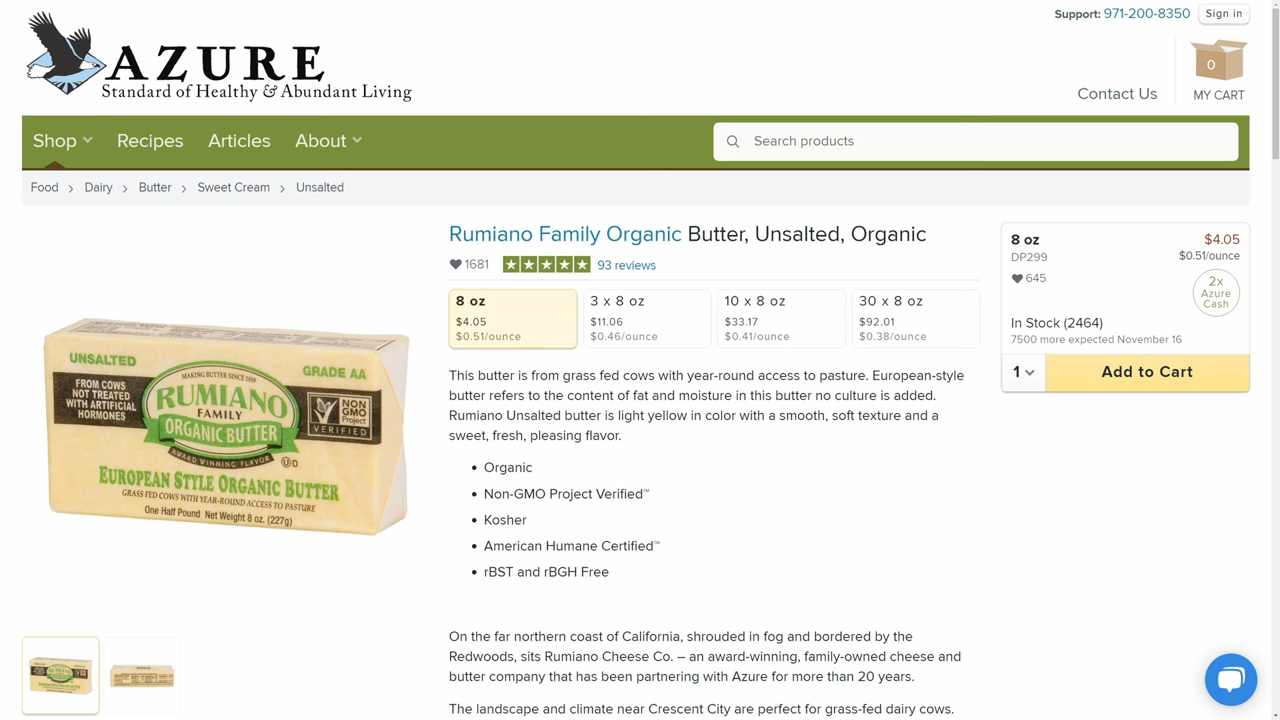 Support: 971-200-8350
Sign in
AZURE
Standard of Healthy & Abundant Living
Contact Us
0
MY CART
Shop
Recipes
Articles
About
Search products
Food
Dairy
Butter
Sweet Cream
Unsalted
Rumiano Family Organic Butter, Unsalted, Organic
1681
93 reviews
8 oz
$4.05
$0.51/ounce
3 x 8 oz
$11.06
$0.46/ounce
10 x 8 oz
$33.17
$0.41/ounce
30 x 8 oz
$92.01
$0.38/ounce
This butter is from grass fed cows with year-round access to pasture. European-style
butter refers to the content of fat and moisture in this butter no culture is added.
Rumiano Unsalted butter is light yellow in color with a smooth, soft texture and a
sweet, fresh, pleasing flavor.
• Organic
• Non-GMO Project Verified™
• Kosher
• American Humane Certified™
• rBST and rBGH Free
On the far northern coast of California, shrouded in fog and bordered by the
Redwoods, sits Rumiano Cheese Co. – an award-winning, family-owned cheese and
butter company that has been partnering with Azure for more than 20 years.
The landscape and climate near Crescent City are perfect for grass-fed dairy cows.
8 oz
$4.05
DP299
$0.51/ounce
645
2x
Azure
Cash
In Stock (2464)
7500 more expected November 16
1
Add to Cart
UNSALTED
GRADE AA
MAKING BUTTER SINCE 1919
FROM COWS
NOT TREATED
WITH ARTIFICIAL
HORMONES
RUMIANO
FAMILY
ORGANIC BUTTER
AWARD WINNING FLAVOR
NON
GMO
Project
VERIFIED
UD
EUROPEAN STYLE ORGANIC BUTTER
GRASS FED COWS WITH YEAR-ROUND ACCESS TO PASTURE
One Half Pound Net Weight 8 oz. (227g)